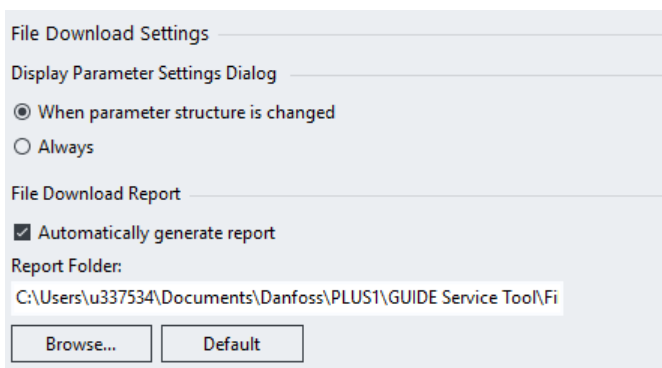 File Download Settings
Display Parameter Settings Dialog
When parameter structure is changed
Always
File Download Report
Automatically generate report
Report Folder:
C:\Users\u337534\Documents\Danfoss\PLUS1\GUIDE Service Tool\Fi
Browse...
Default